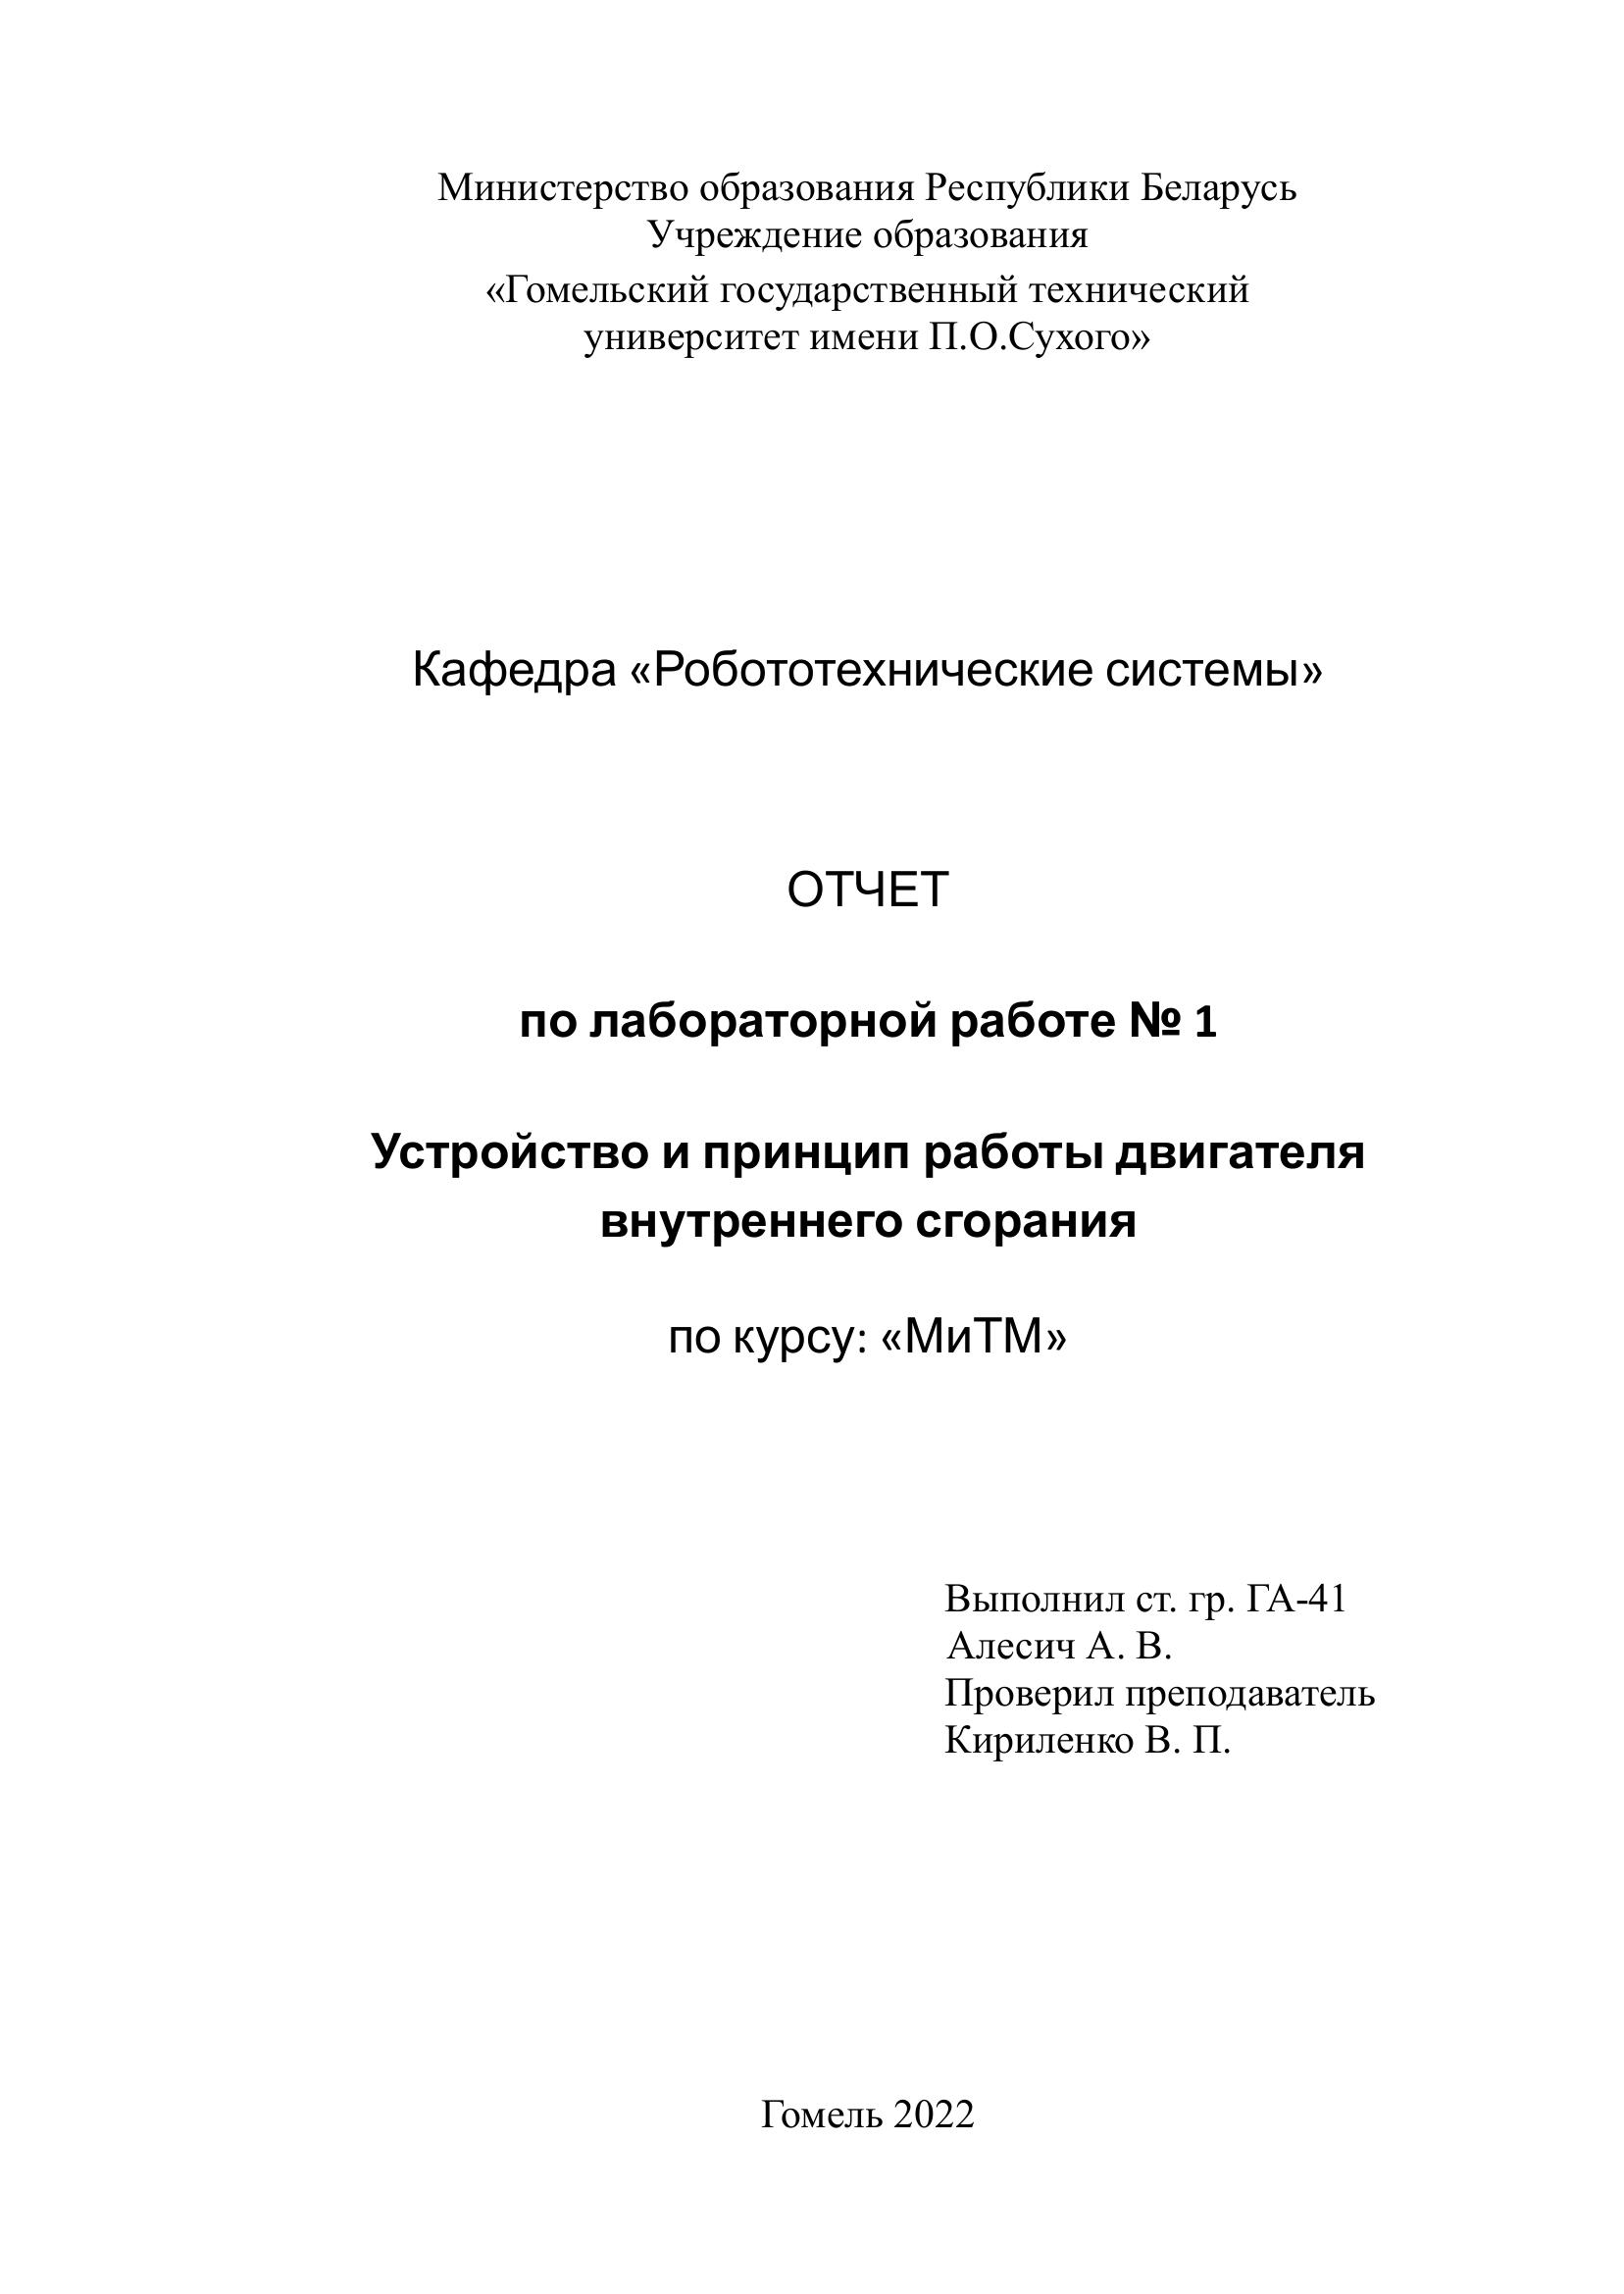 Министерство образования Республики Беларусь
Учреждение образования
«Гомельский государственный технический
университет имени П.О.Сухого»
Кафедра «Робототехнические системы»
ОТЧЕТ
по лабораторной работе № 1
Устройство и принцип работы двигателя
внутреннего сгорания
по курсу: «МиТМ»
Выполнил ст. гр. ГА-41
Алесич А. В.
Проверил преподаватель
Кириленко В. П.
Гомель 2022